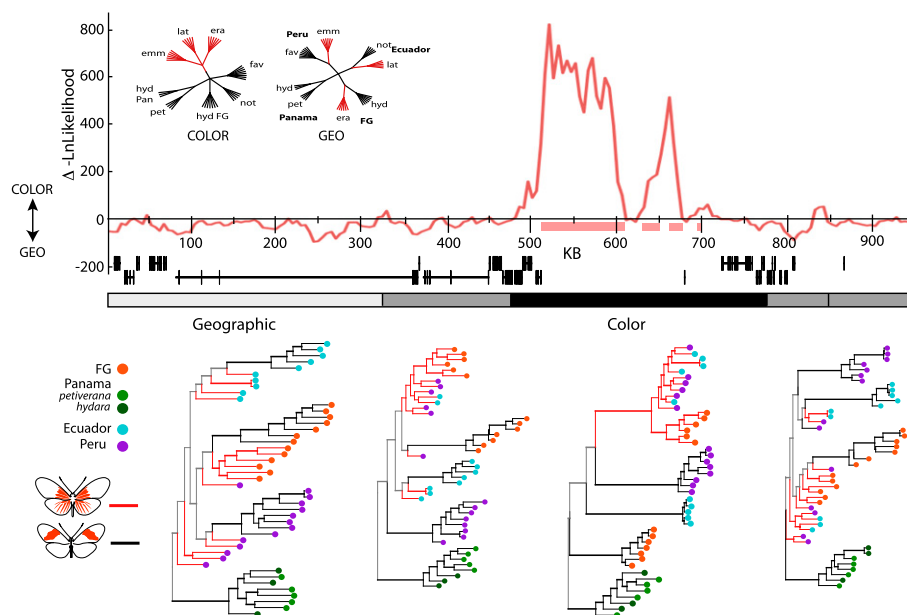 800
600
400
200
0
-200
Δ -LnLikelihood
COLOR
GEO
lat
era
emm
fav
hyd
Pan
pet
not
hyd FG
COLOR
Peru
emm
not
Ecuador
fav
lat
hyd
pet
hyd
Panama
era
FG
GEO
100
200
300
400
500
600
700
800
900
KB
Geographic
Color
FG
Panama
petiverana
hydara
Ecuador
Peru